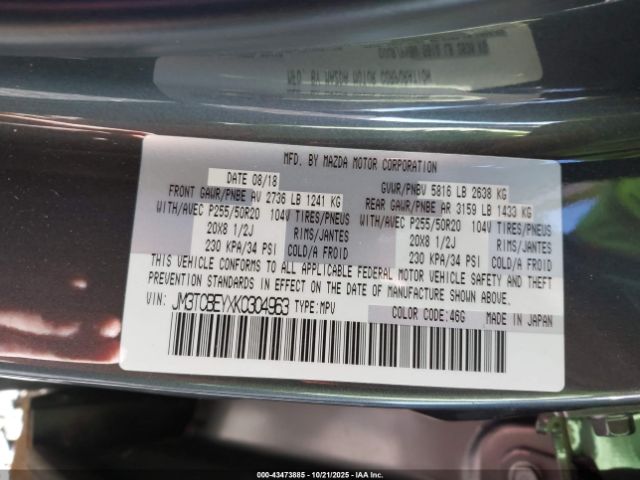 MFD. BY MAZDA MOTOR CORPORATION
DATE 08/18 GVWR/PNBV 5816 LB 2638 KG
FRONT GAWR/PNBE AV 2736 LB 1241 KG REAR GAWR/PNBE AR 3159 LB 1433 KG
WITH/AVEC P255/50R20 104V TIRES/PNEUS WITH/AVEC P255/50R20 104V TIRES/PNEUS
20X8 1/2J RIMS/JANTES 20X8 1/2J RIMS/JANTES
230 KPA/34 PSI COLD/A FROID 230 KPA/34 PSI COLD/A FROID
THIS VEHICLE CONFORMS TO ALL APPLICABLE FEDERAL MOTOR VEHICLE SAFETY AND THEFT
PREVENTION STANDARDS IN EFFECT ON THE DATE OF MANUFACTURE SHOWN ABOVE.
VIN: JM3TCBEYXK0304963 TYPE:MPV COLOR CODE:46G MADE IN JAPAN
000-43473885 - 10/21/2025 - IAA Inc.